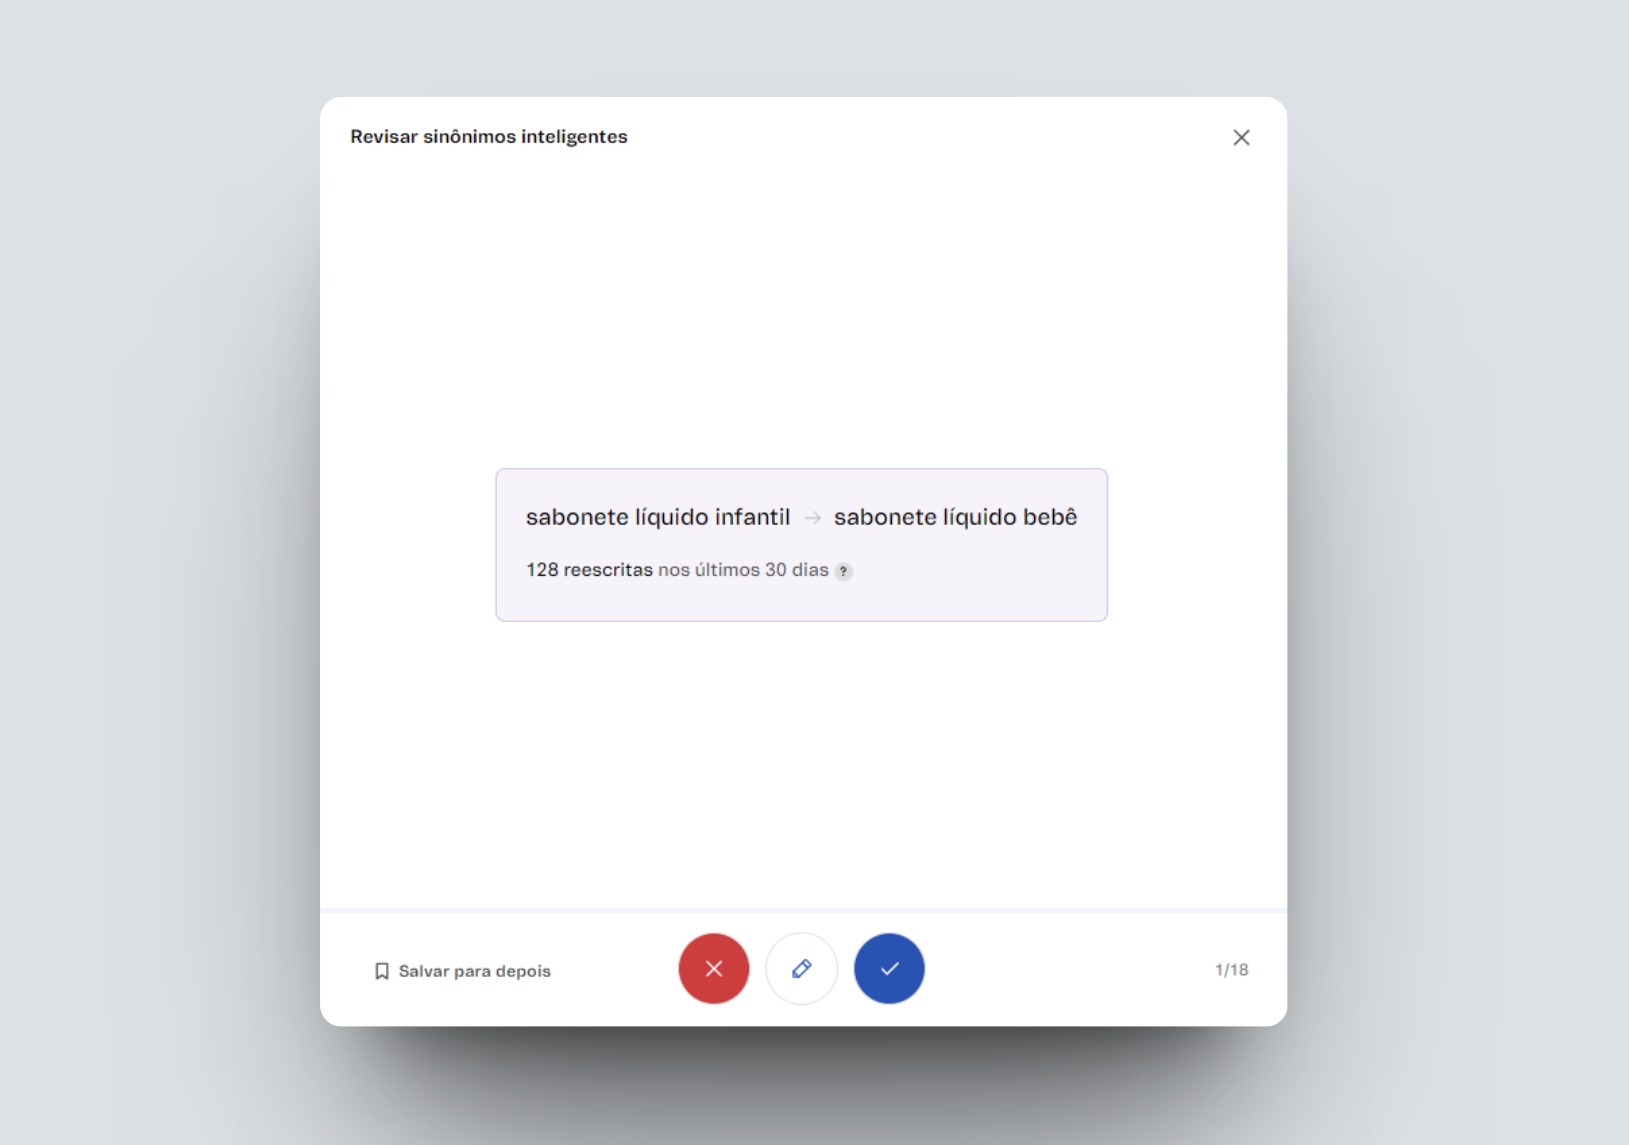 Revisar sinônimos inteligentes
sabonete líquido infantil → sabonete líquido bebê
128 reescritas nos últimos 30 dias ?
Salvar para depois
1/18